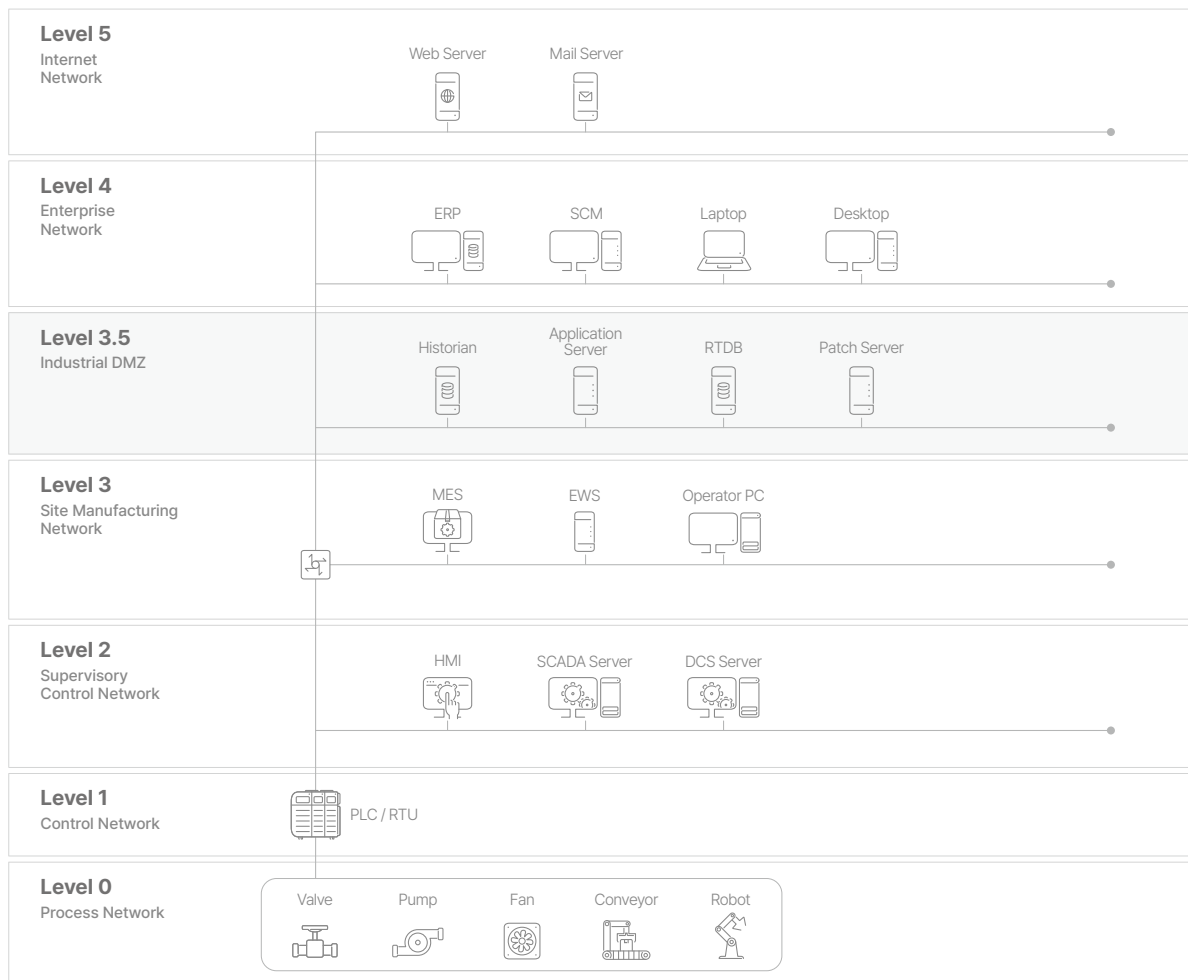 Level 5
Internet
Network
Web Server
Mail Server
Level 4
Enterprise
Network
ERP
SCM
Laptop
Desktop
Level 3.5
Industrial DMZ
Historian
Application
Server
RTDB
Patch Server
Level 3
Site Manufacturing
Network
MES
EWS
Operator PC
Level 2
Supervisory
Control Network
HMI
SCADA Server
DCS Server
Level 1
Control Network
PLC / RTU
Level 0
Process Network
Valve
Pump
Fan
Conveyor
Robot